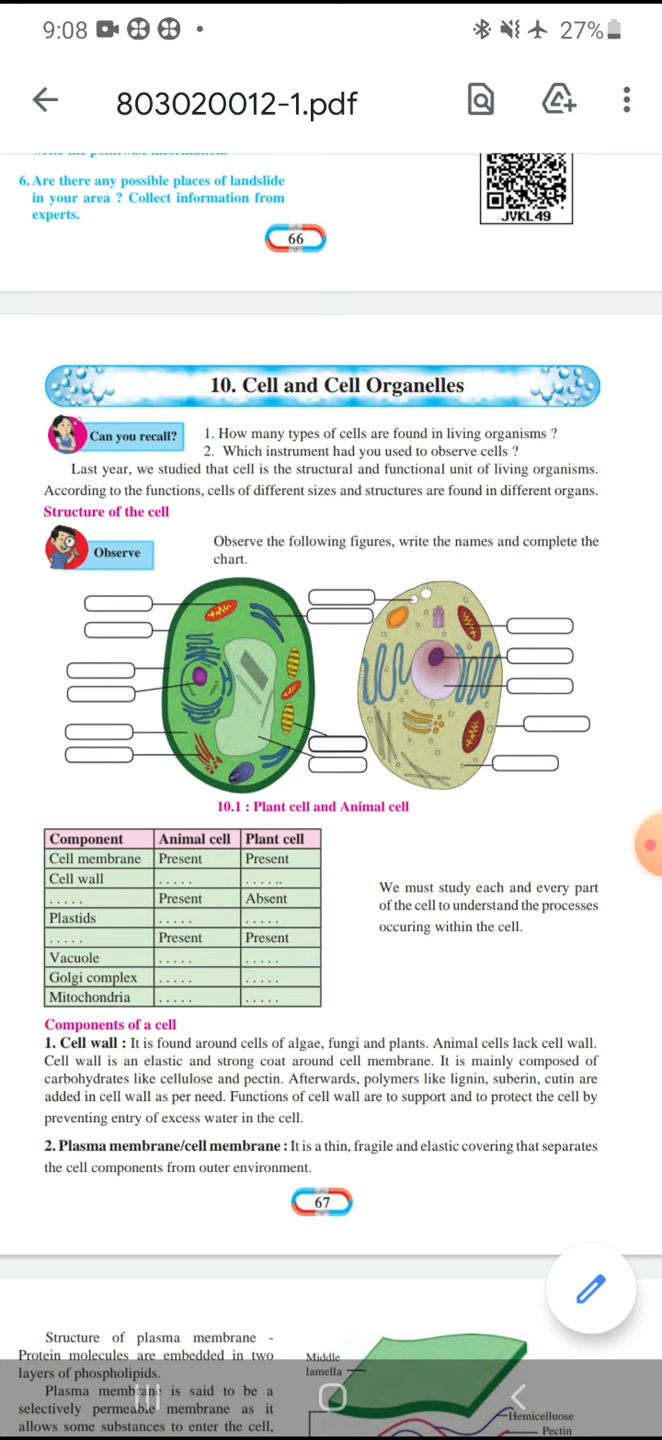 9:08
27%
803020012-1.pdf
6. Are there any possible places of landslide
in your area ? Collect information from
experts.
JVKL49
66
10. Cell and Cell Organelles
Can you recall?
1. How many types of cells are found in living organisms ?
2. Which instrument had you used to observe cells ?
Last year, we studied that cell is the structural and functional unit of living organisms.
According to the functions, cells of different sizes and structures are found in different organs.
Structure of the cell
Observe
Observe the following figures, write the names and complete the
chart.
10.1 : Plant cell and Animal cell
Component Animal cell Plant cell
Cell membrane Present Present
Cell wall . . . . . . . . . ..
. . . . . Present Absent
Plastids . . . . . . . . . .
. . . . . Present Present
Vacuole . . . . . . . . . .
Golgi complex . . . . . . . . . .
Mitochondria . . . . . . . . . .
We must study each and every part
of the cell to understand the processes
occuring within the cell.
Components of a cell
1. Cell wall : It is found around cells of algae, fungi and plants. Animal cells lack cell wall.
Cell wall is an elastic and strong coat around cell membrane. It is mainly composed of
carbohydrates like cellulose and pectin. Afterwards, polymers like lignin, suberin, cutin are
added in cell wall as per need. Functions of cell wall are to support and to protect the cell by
preventing entry of excess water in the cell.
2. Plasma membrane/cell membrane : It is a thin, fragile and elastic covering that separates
the cell components from outer environment.
67
Structure of plasma membrane -
Protein molecules are embedded in two
layers of phospholipids.
Plasma membrane is said to be a
selectively permeable membrane as it
allows some substances to enter the cell,
Middle
lamella
Hemicelluose
Pectin